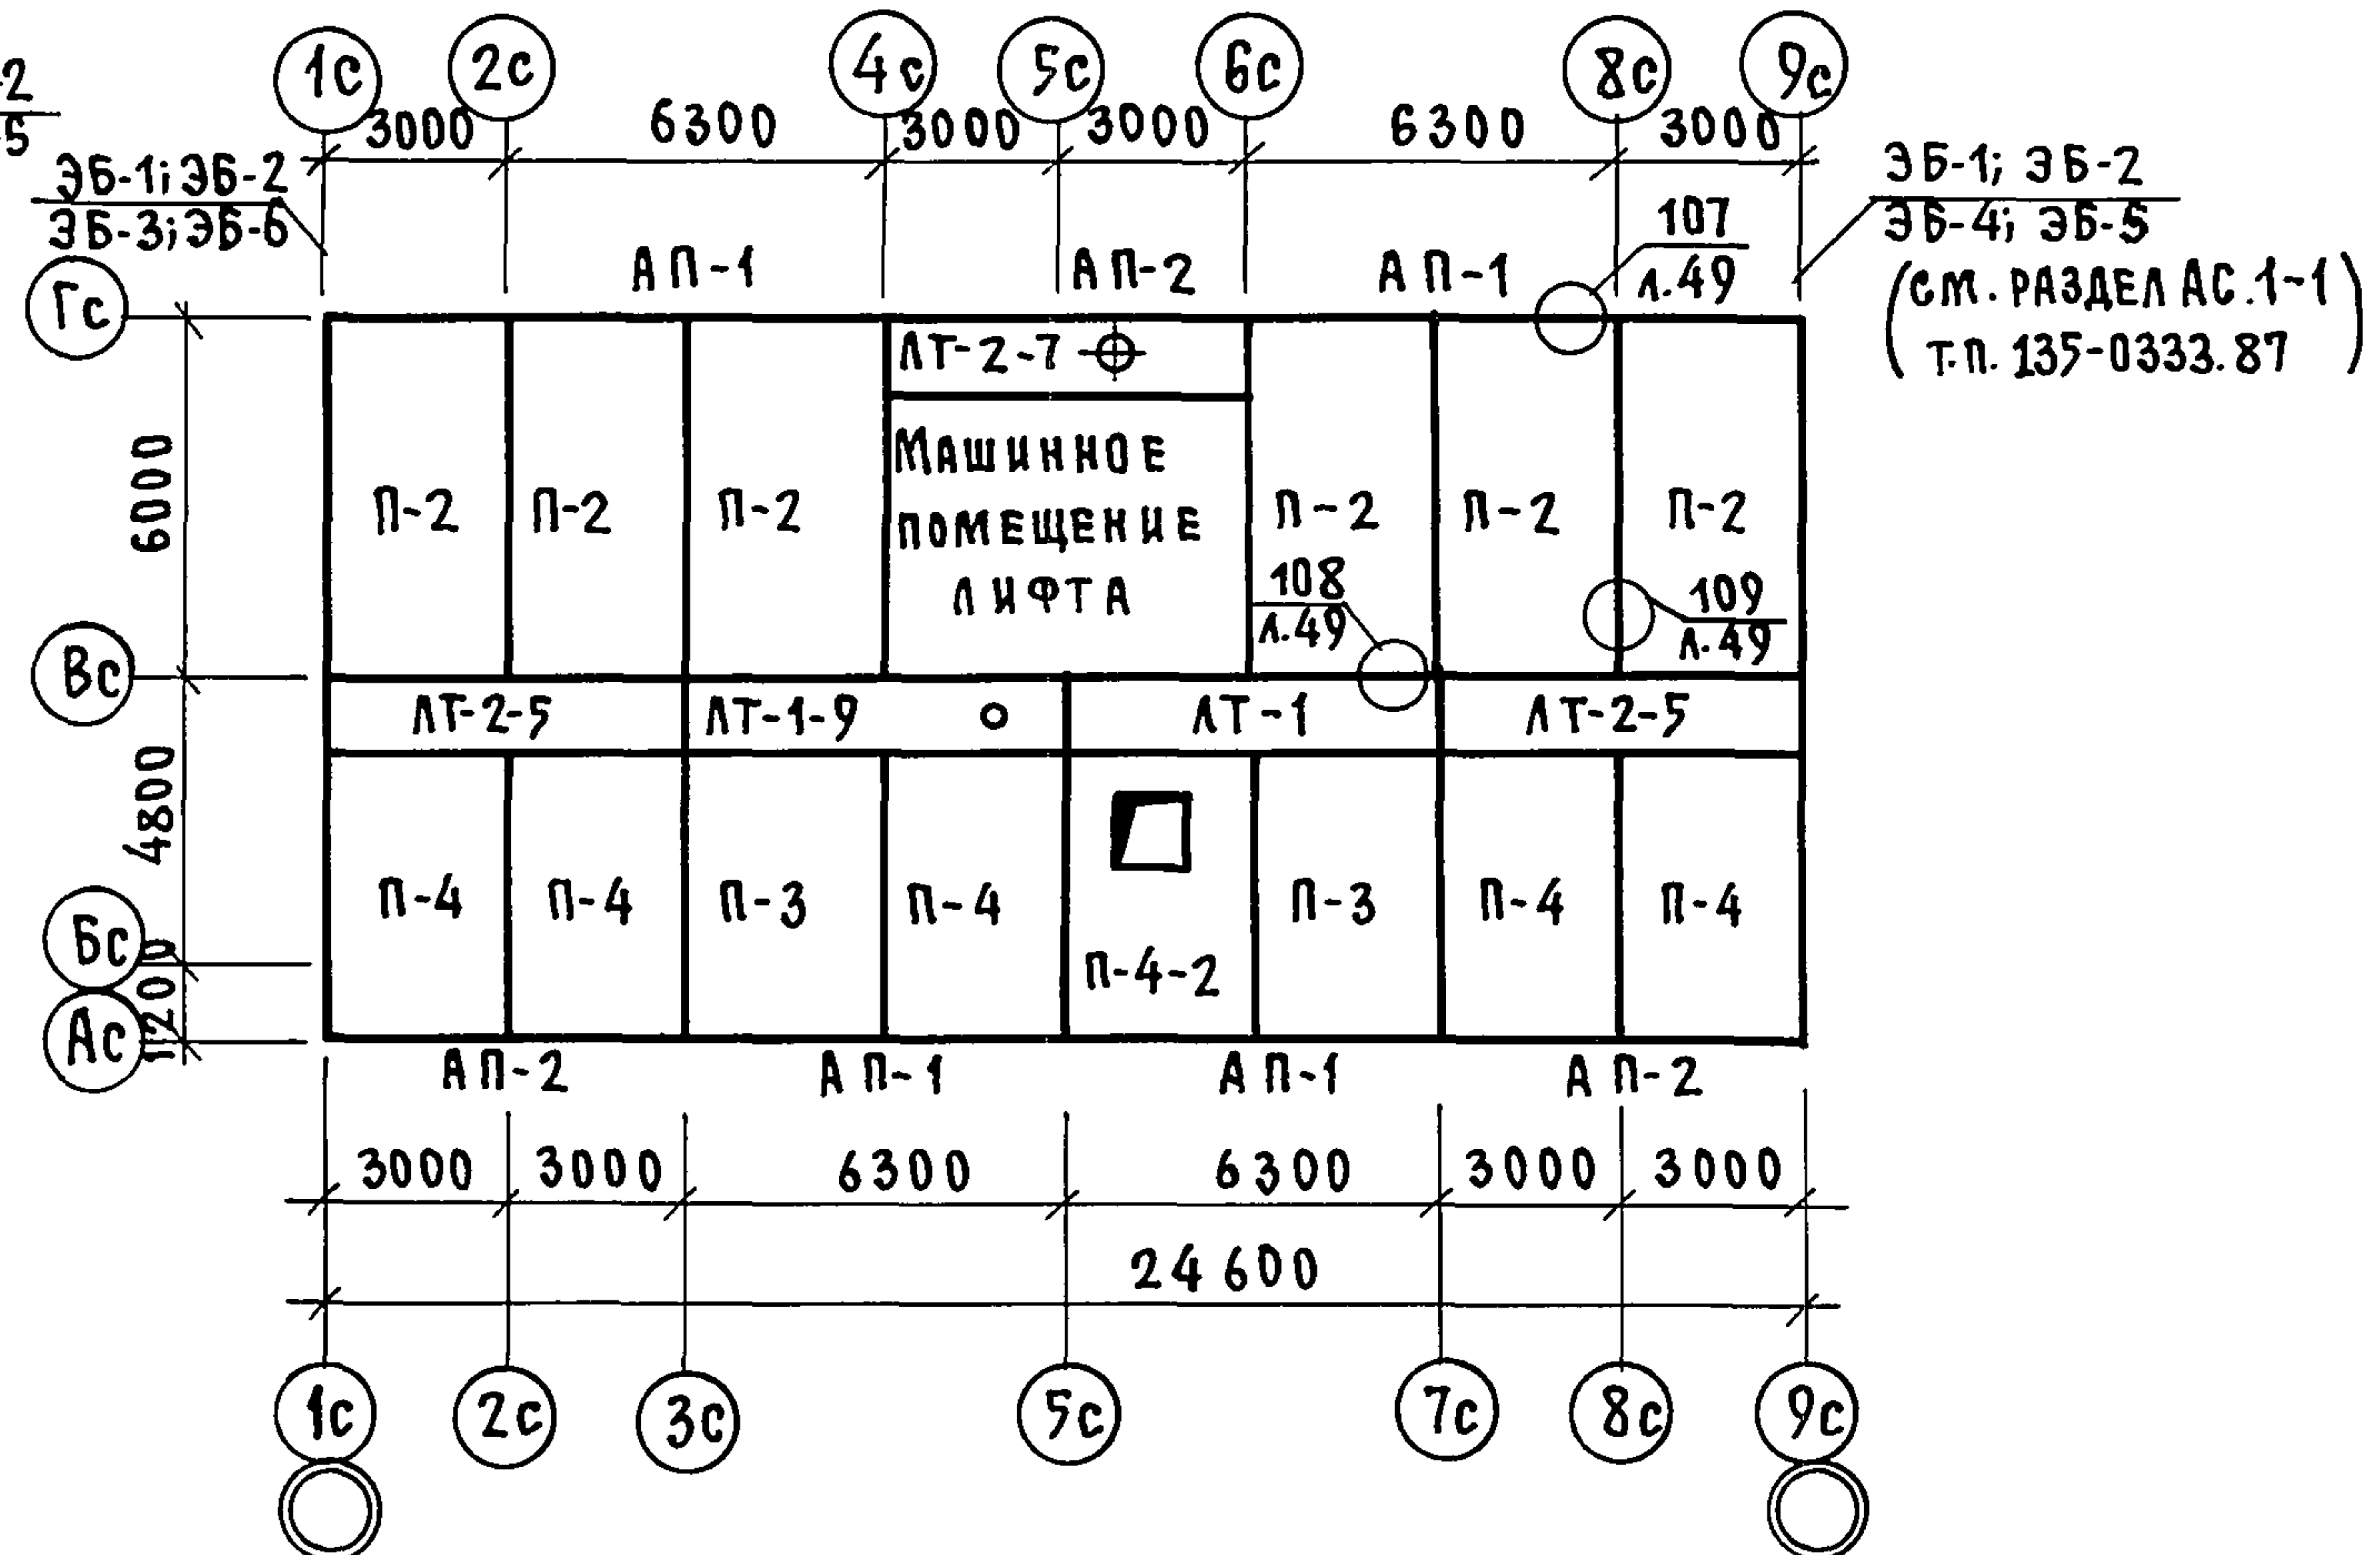 1с 2с 4с 5с 6с 8с 9с
2
5
3000 6300 3000 3000 6300 3000
ЭБ-1; ЭБ-2
ЭБ-3; ЭБ-6
ЭБ-1; ЭБ-2
ЭБ-4; ЭБ-5
(см. РАЗДЕЛ АС.1-1
Т.П. 135-0333.87)
107
Л.49
АП-1 АП-2 АП-1
Гс
ЛТ-2-7
МАШИННОЕ
ПОМЕЩЕНИЕ
ЛИФТА
6000
П-2 П-2 П-2 П-2 П-2 П-2
108
Л.49
109
Л.49
Вс
ЛТ-2-5 ЛТ-1-9 ЛТ-1 ЛТ-2-5
4800
П-4 П-4 П-3 П-4 П-3 П-4 П-4
П-4-2
Бс
1200
Ас
АП-2 АП-1 АП-1 АП-2
3000 3000 6300 6300 3000 3000
24600
1с 2с 3с 5с 7с 8с 9с